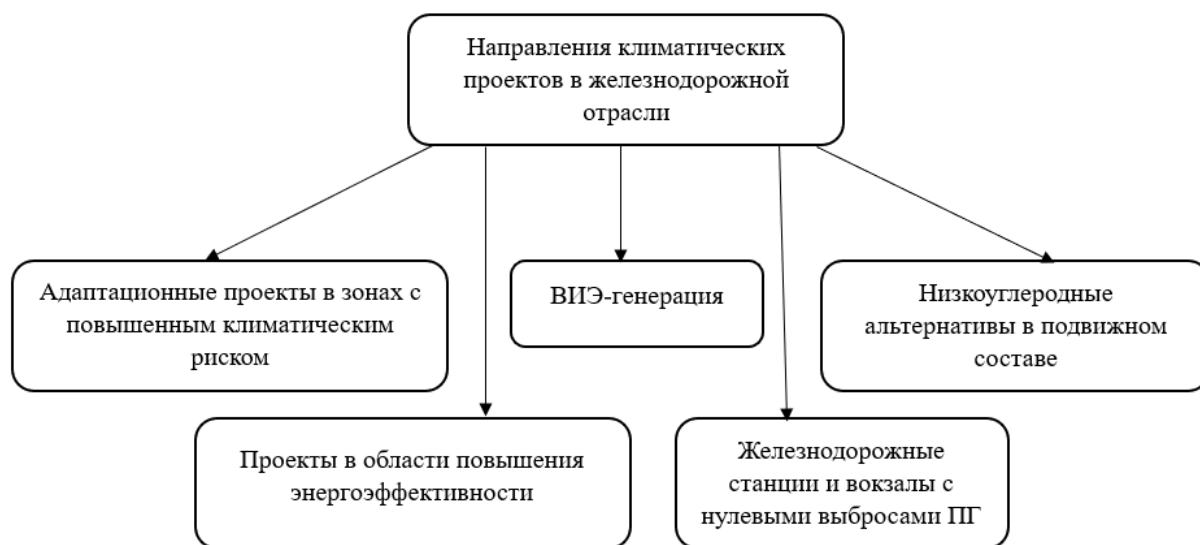 Направления климатических
проектов в железнодорожной
отрасли
Адаптационные проекты в зонах с
повышенным климатическим
риском
ВИЭ-генерация
Низкоуглеродные
альтернативы в подвижном
составе
Проекты в области повышения
энергоэффективности
Железнодорожные
станции и вокзалы с
нулевыми выбросами ПГ